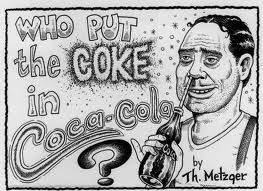 WHO PUT
the COKE
in
Coca-Cola
?
by
Th. Metzger